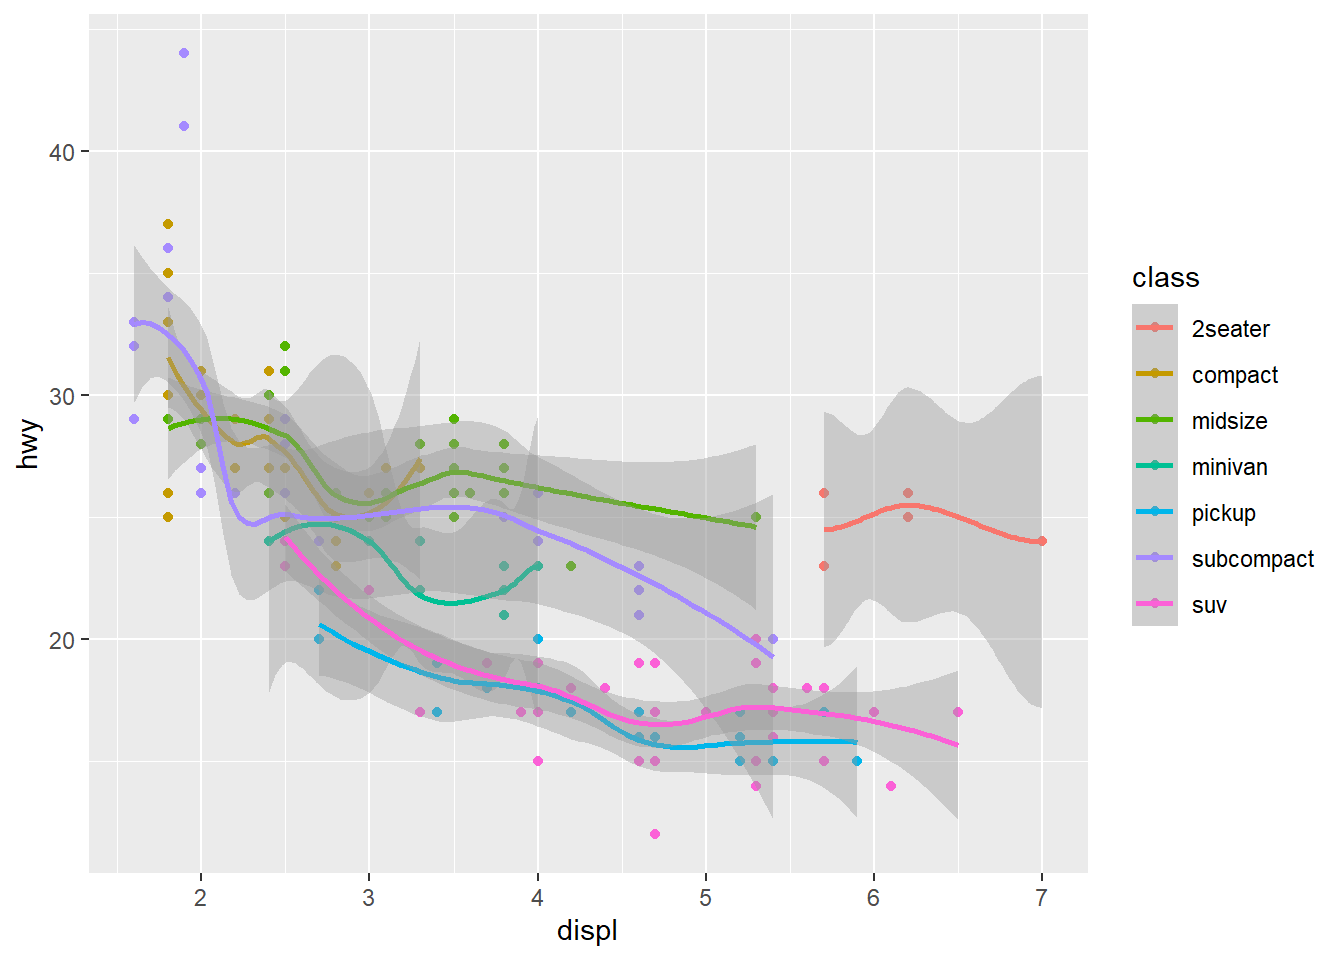 40
30
20
hwy
2 3 4 5 6 7
displ
class
2seater
compact
midsize
minivan
pickup
subcompact
suv